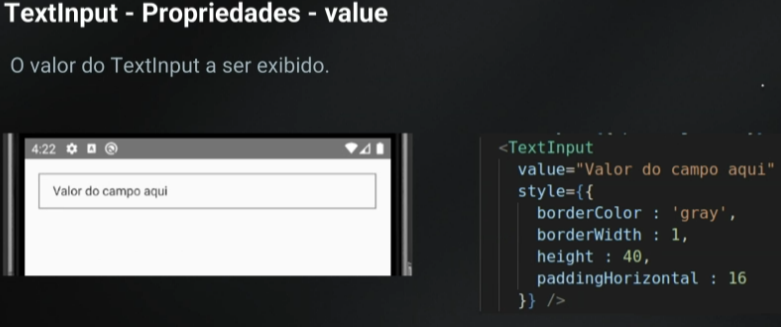 TextInput - Propriedades - value
O valor do TextInput a ser exibido.
4:22
Valor do campo aqui
<TextInput
value="Valor do campo aqui"
style={{
borderColor : 'gray',
borderWidth : 1,
height : 40,
paddingHorizontal : 16
}} />